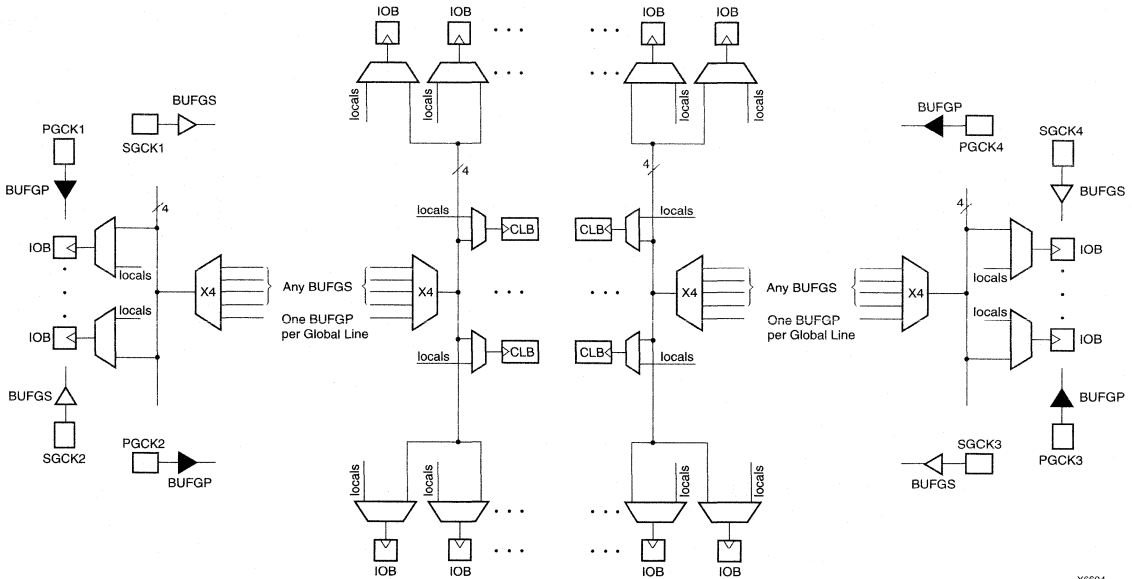 IOB IOB IOB IOB
locals locals locals locals
BUFGS BUFGP
PGCK1 SGCK1 PGCK4 SGCK4
BUFGP BUFGS
4 4 4 4
locals locals
CLB CLB
IOB IOB
locals locals
X4 Any BUFGS X4 X4 Any BUFGS X4
One BUFGP One BUFGP
per Global Line per Global Line
locals locals
IOB IOB
CLB CLB
locals locals
BUFGS BUFGP
SGCK2 PGCK2 SGCK3 PGCK3
BUFGP BUFGS
locals locals locals locals
IOB IOB IOB IOB